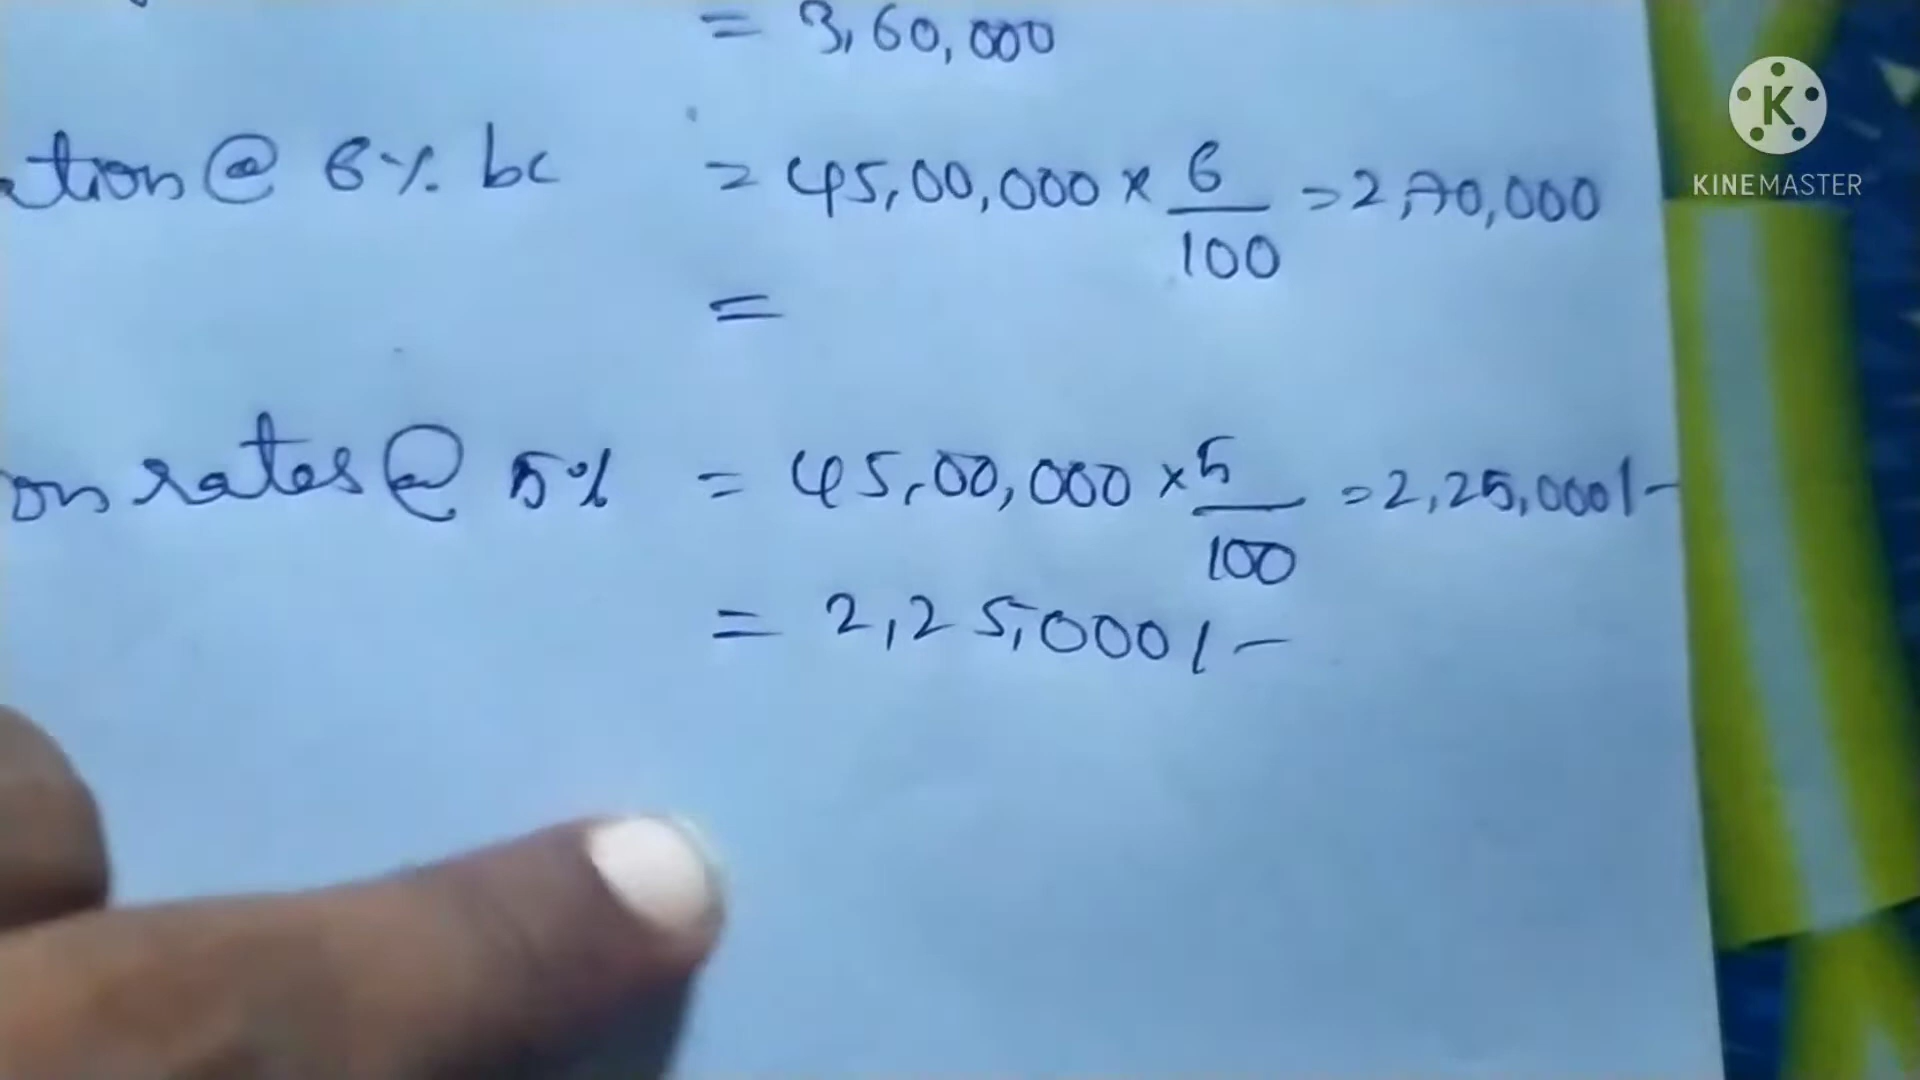 = 3,60,000
K
KINEMASTER
ation @ 6% bc = 45,00,000 × 6/100 = 2,70,000
=
on rates @ 5% = 45,00,000 × 5/100 = 2,25,000/-
= 2,25,000/-